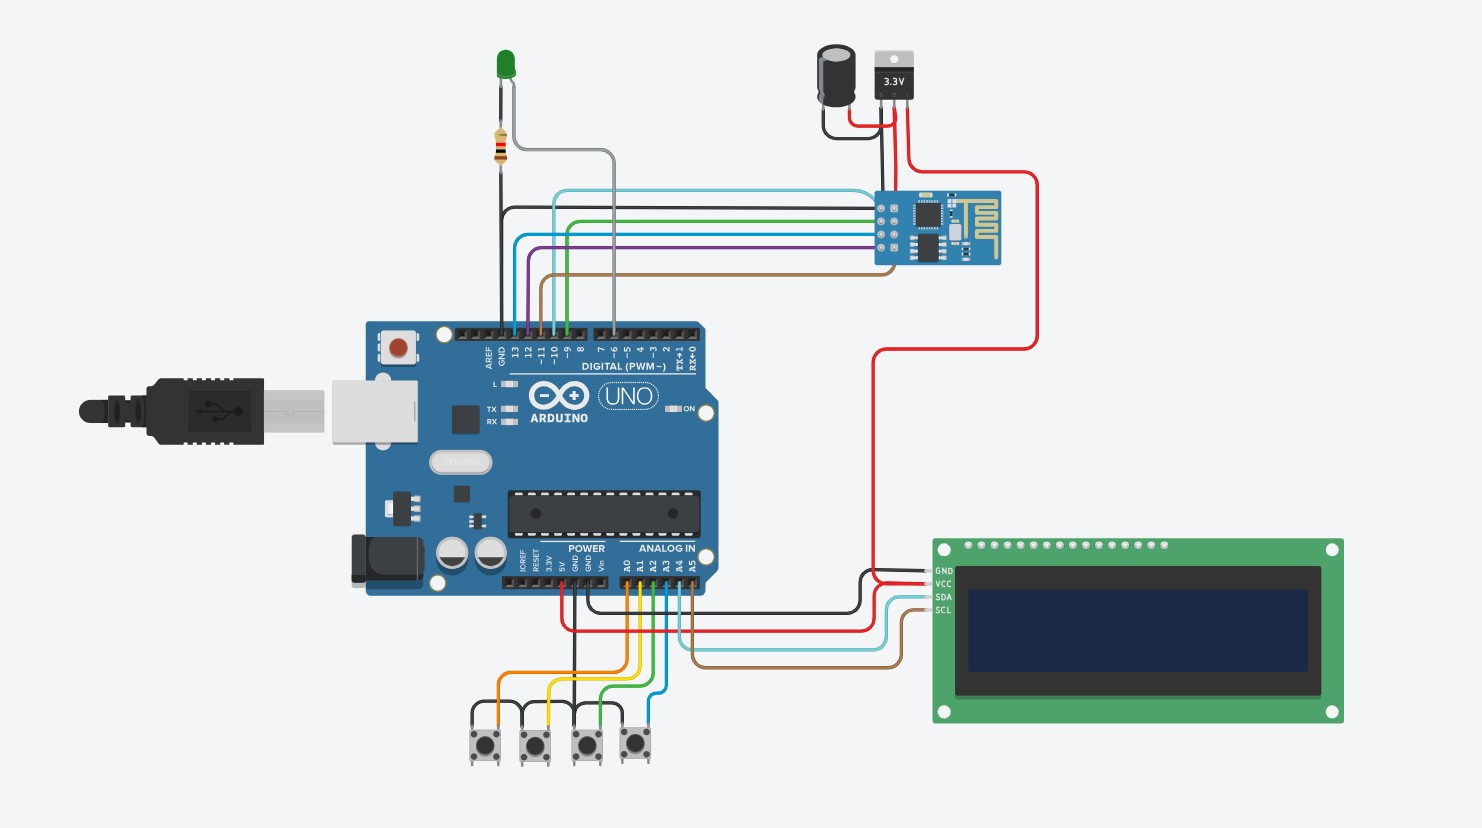 3.3V
AREF
GND
13
12
~11
~10
~9
8
7
~6
~5
4
~3
2
TX→1
RX←0
DIGITAL (PWM~)
L
TX
RX
ARDUINO
UNO
ON
POWER
ANALOG IN
IOREF
RESET
3.3V
5V
GND
GND
Vin
A0
A1
A2
A3
A4
A5
GND
VCC
SDA
SCL